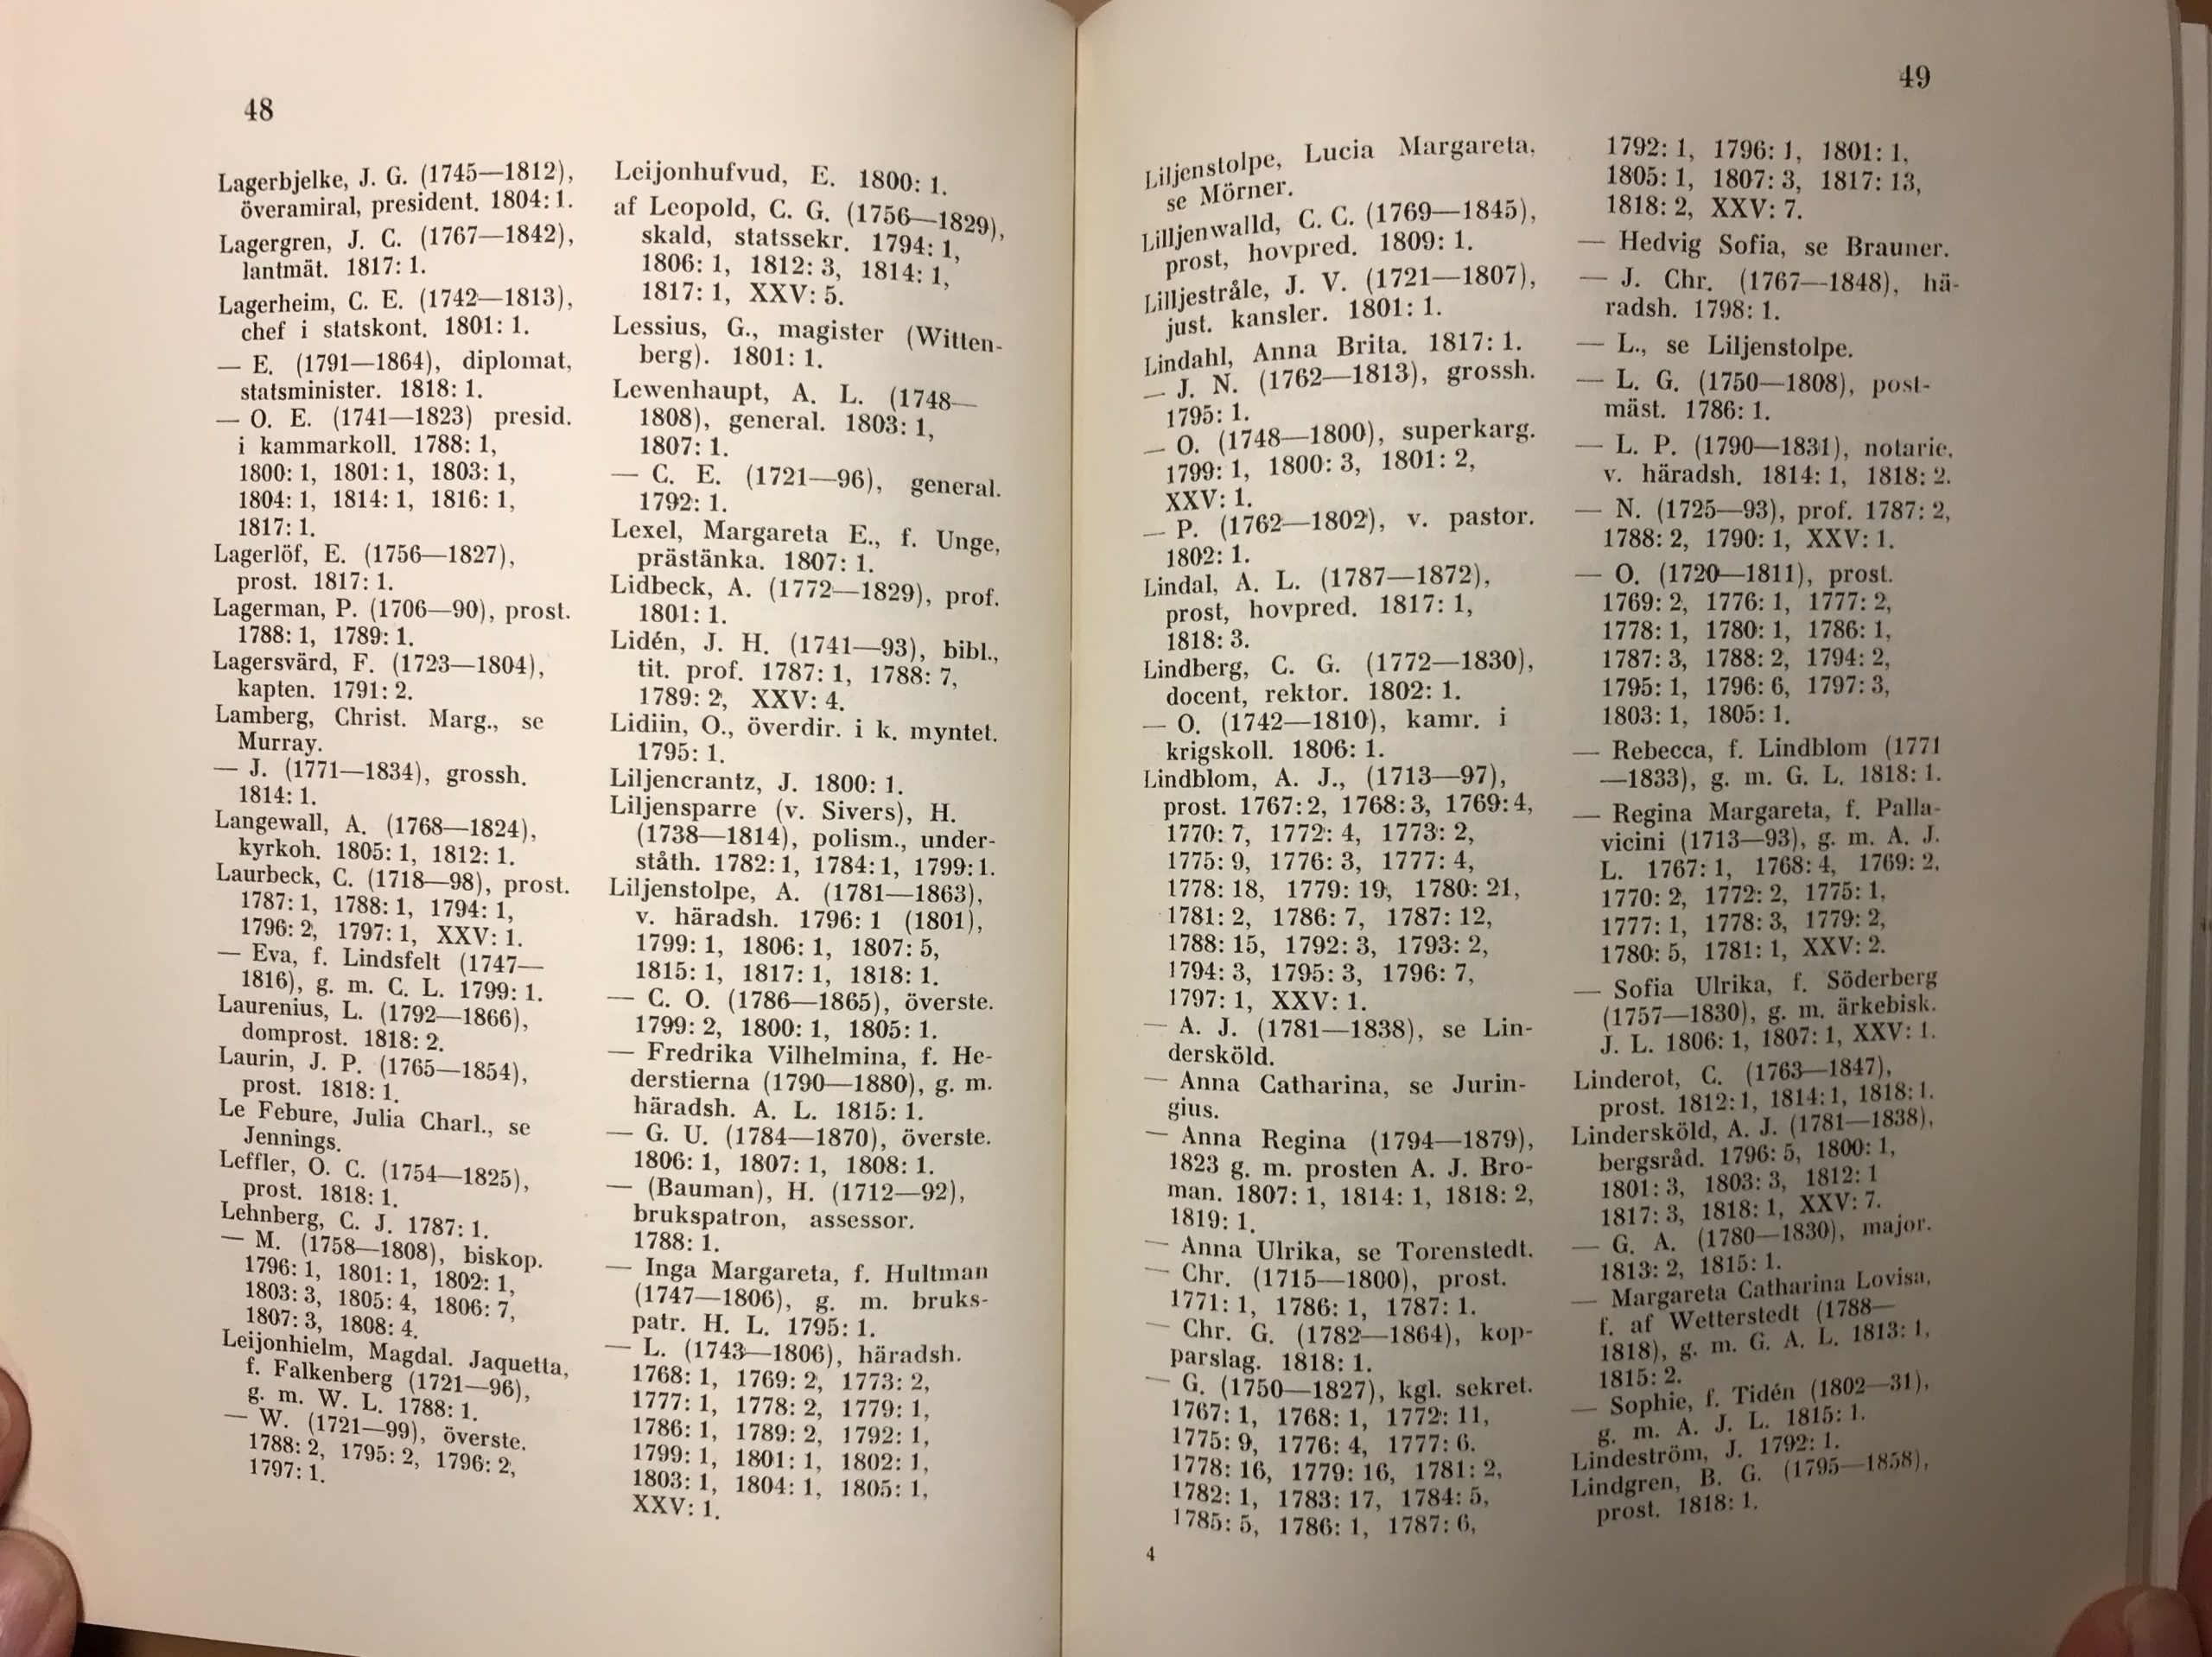 48
Lagerbjelke, J. G. (1745—1812),
överamiral, president. 1804: 1.
Lagergren, J. C. (1767—1842),
lantmät. 1817: 1.
Lagerheim, C. E. (1742—1813),
chef i statskont. 1801: 1.
— E. (1791—1864), diplomat,
statsminister. 1818: 1.
— O. E. (1741—1823) presid.
i kammarkoll. 1788: 1,
1800: 1, 1801: 1, 1803: 1,
1804: 1, 1814: 1, 1816: 1,
1817: 1.
Lagerlöf, E. (1756—1827),
prost. 1817: 1.
Lagerman, P. (1706—90), prost.
1788: 1, 1789: 1.
Lagersvärd, F. (1723—1804),
kapten. 1791: 2.
Lamberg, Christ. Marg., se
Murray.
— J. (1771—1834), grossh.
1814: 1.
Langewall, A. (1768—1824),
kyrkoh. 1805: 1, 1812: 1.
Laurbeck, C. (1718—98), prost.
1787: 1, 1788: 1, 1794: 1,
1796: 2, 1797: 1, XXV: 1.
— Eva, f. Lindsfelt (1747—
1816), g. m. C. L. 1799: 1.
Laurenius, L. (1792—1866),
domprost. 1818: 2.
Laurin, J. P. (1765—1854),
prost. 1818: 1.
Le Febure, Julia Charl., se
Jennings.
Leffler, O. C. (1754—1825),
prost. 1818: 1.
Lehnberg, C. J. 1787: 1.
— M. (1758—1808), biskop.
1796: 1, 1801: 1, 1802: 1,
1803: 3, 1805: 4, 1806: 7,
1807: 3, 1808: 4.
Leijonhielm, Magdal. Jaquetta,
f. Falkenberg (1721—96),
g. m. W. L. 1788: 1.
— W. (1721—99), överste.
1788: 2, 1795: 2, 1796: 2,
1797: 1.
Leijonhufvud, E. 1800: 1.
af Leopold, C. G. (1756—1829),
skald, statssekr. 1794: 1,
1806: 1, 1812: 3, 1814: 1,
1817: 1, XXV: 5.
Lessius, G., magister (Witten-
berg). 1801: 1.
Lewenhaupt, A. L. (1748—
1808), general. 1803: 1,
1807: 1.
— C. E. (1721—96), general.
1792: 1.
Lexel, Margareta E., f. Unge,
prästänka. 1807: 1.
Lidbeck, A. (1772—1829), prof.
1801: 1.
Lidén, J. H. (1741—93), bibl.,
tit. prof. 1787: 1, 1788: 7,
1789: 2, XXV: 4.
Lidiin, O., överdir. i k. myntet.
1795: 1.
Liljencrantz, J. 1800: 1.
Liljensparre (v. Sivers), H.
(1738—1814), polism., under-
ståth. 1782: 1, 1784: 1, 1799: 1.
Liljenstolpe, A. (1781—1863),
v. häradsh. 1796: 1 (1801),
1799: 1, 1806: 1, 1807: 5,
1815: 1, 1817: 1, 1818: 1.
— C. O. (1786—1865), överste.
1799: 2, 1800: 1, 1805: 1.
— Fredrika Vilhelmina, f. He-
derstierna (1790—1880), g. m.
häradsh. A. L. 1815: 1.
— G. U. (1784—1870), överste.
1806: 1, 1807: 1, 1808: 1.
— (Bauman), H. (1712—92),
brukspatron, assessor.
1788: 1.
— Inga Margareta, f. Hultman
(1747—1806), g. m. bruks-
patr. H. L. 1795: 1.
— L. (1743—1806), häradsh.
1768: 1, 1769: 2, 1773: 2,
1777: 1, 1778: 2, 1779: 1,
1786: 1, 1789: 2, 1792: 1,
1799: 1, 1801: 1, 1802: 1,
1803: 1, 1804: 1, 1805: 1,
XXV: 1.
49
Liljenstolpe, Lucia Margareta,
se Mörner.
Lilljenwalld, C. C. (1769—1845),
prost, hovpred. 1809: 1.
Lilljestråle, J. V. (1721—1807),
just. kansler. 1801: 1.
Lindahl, Anna Brita. 1817: 1.
— J. N. (1762—1813), grossh.
1795: 1.
— O. (1748—1800), superkarg.
1799: 1, 1800: 3, 1801: 2,
XXV: 1.
— P. (1762—1802), v. pastor.
1802: 1.
Lindal, A. L. (1787—1872),
prost, hovpred. 1817: 1,
1818: 3.
Lindberg, C. G. (1772—1830),
docent, rektor. 1802: 1.
— O. (1742—1810), kamr. i
krigskoll. 1806: 1.
Lindblom, A. J., (1713—97),
prost. 1767: 2, 1768: 3, 1769: 4,
1770: 7, 1772: 4, 1773: 2,
1775: 9, 1776: 3, 1777: 4,
1778: 18, 1779: 19, 1780: 21,
1781: 2, 1786: 7, 1787: 12,
1788: 15, 1792: 3, 1793: 2,
1794: 3, 1795: 3, 1796: 7,
1797: 1, XXV: 1.
— A. J. (1781—1838), se Lin-
dersköld.
— Anna Catharina, se Jurin-
gius.
— Anna Regina (1794—1879),
1823 g. m. prosten A. J. Bro-
man. 1807: 1, 1814: 1, 1818: 2,
1819: 1.
— Anna Ulrika, se Torenstedt.
— Chr. (1715—1800), prost.
1771: 1, 1786: 1, 1787: 1.
— Chr. G. (1782—1864), kop-
parslag. 1818: 1.
— G. (1750—1827), kgl. sekret.
1767: 1, 1768: 1, 1772: 11,
1775: 9, 1776: 4, 1777: 6.
1778: 16, 1779: 16, 1781: 2,
1782: 1, 1783: 17, 1784: 5,
1785: 5, 1786: 1, 1787: 6,
4
1792: 1, 1796: 1, 1801: 1,
1805: 1, 1807: 3, 1817: 13,
1818: 2, XXV: 7.
— Hedvig Sofia, se Brauner.
— J. Chr. (1767—1848), hä-
radsh. 1798: 1.
— L., se Liljenstolpe.
— L. G. (1750—1808), post-
mäst. 1786: 1.
— L. P. (1790—1831), notarie,
v. häradsh. 1814: 1, 1818: 2.
— N. (1725—93), prof. 1787: 2,
1788: 2, 1790: 1, XXV: 1.
— O. (1720—1811), prost.
1769: 2, 1776: 1, 1777: 2,
1778: 1, 1780: 1, 1786: 1,
1787: 3, 1788: 2, 1794: 2,
1795: 1, 1796: 6, 1797: 3,
1803: 1, 1805: 1.
— Rebecca, f. Lindblom (1771
—1833), g. m. G. L. 1818: 1.
— Regina Margareta, f. Palla-
vicini (1713—93), g. m. A. J.
L. 1767: 1, 1768: 4, 1769: 2,
1770: 2, 1772: 2, 1775: 1,
1777: 1, 1778: 3, 1779: 2,
1780: 5, 1781: 1, XXV: 2.
— Sofia Ulrika, f. Söderberg
(1757—1830), g. m. ärkebisk.
J. L. 1806: 1, 1807: 1, XXV: 1.
Linderot, C. (1763—1847),
prost. 1812: 1, 1814: 1, 1818: 1.
Lindersköld, A. J. (1781—1838),
bergsråd. 1796: 5, 1800: 1,
1801: 3, 1803: 3, 1812: 1
1817: 3, 1818: 1, XXV: 7.
— G. A. (1780—1830), major.
1813: 2, 1815: 1.
— Margareta Catharina Lovisa,
f. af Wetterstedt (1788—
1818), g. m. G. A. L. 1813: 1,
1815: 2.
— Sophie, f. Tidén (1802—31),
g. m. A. J. L. 1815: 1.
Lindeström, J. 1792: 1.
Lindgren, B. G. (1795—1858),
prost. 1818: 1.